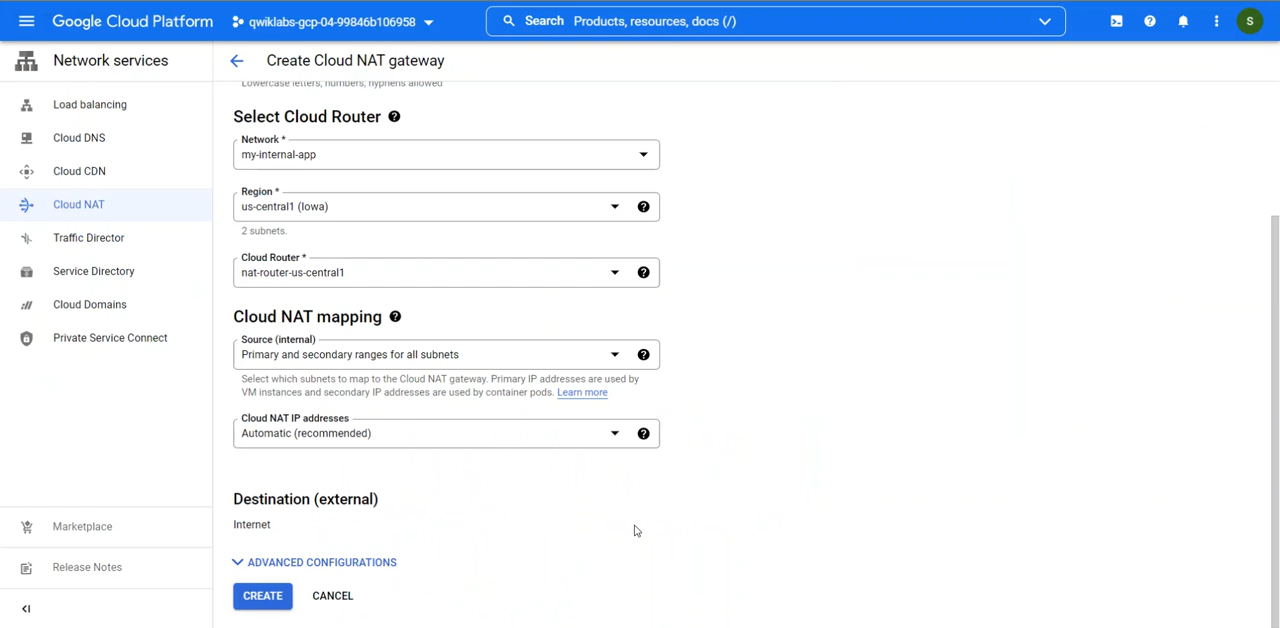 Google Cloud Platform
qwiklabs-gcp-04-99846b106958
Search Products, resources, docs (/)
S
Network services
Create Cloud NAT gateway
Load balancing
Cloud DNS
Cloud CDN
Cloud NAT
Traffic Director
Service Directory
Cloud Domains
Private Service Connect
Marketplace
Release Notes
Lowercase letters, numbers, hyphens allowed
Select Cloud Router
Network *
my-internal-app
Region *
us-central1 (Iowa)
2 subnets.
Cloud Router *
nat-router-us-central1
Cloud NAT mapping
Source (internal)
Primary and secondary ranges for all subnets
Select which subnets to map to the Cloud NAT gateway. Primary IP addresses are used by
VM instances and secondary IP addresses are used by container pods. Learn more
Cloud NAT IP addresses
Automatic (recommended)
Destination (external)
Internet
ADVANCED CONFIGURATIONS
CREATE CANCEL